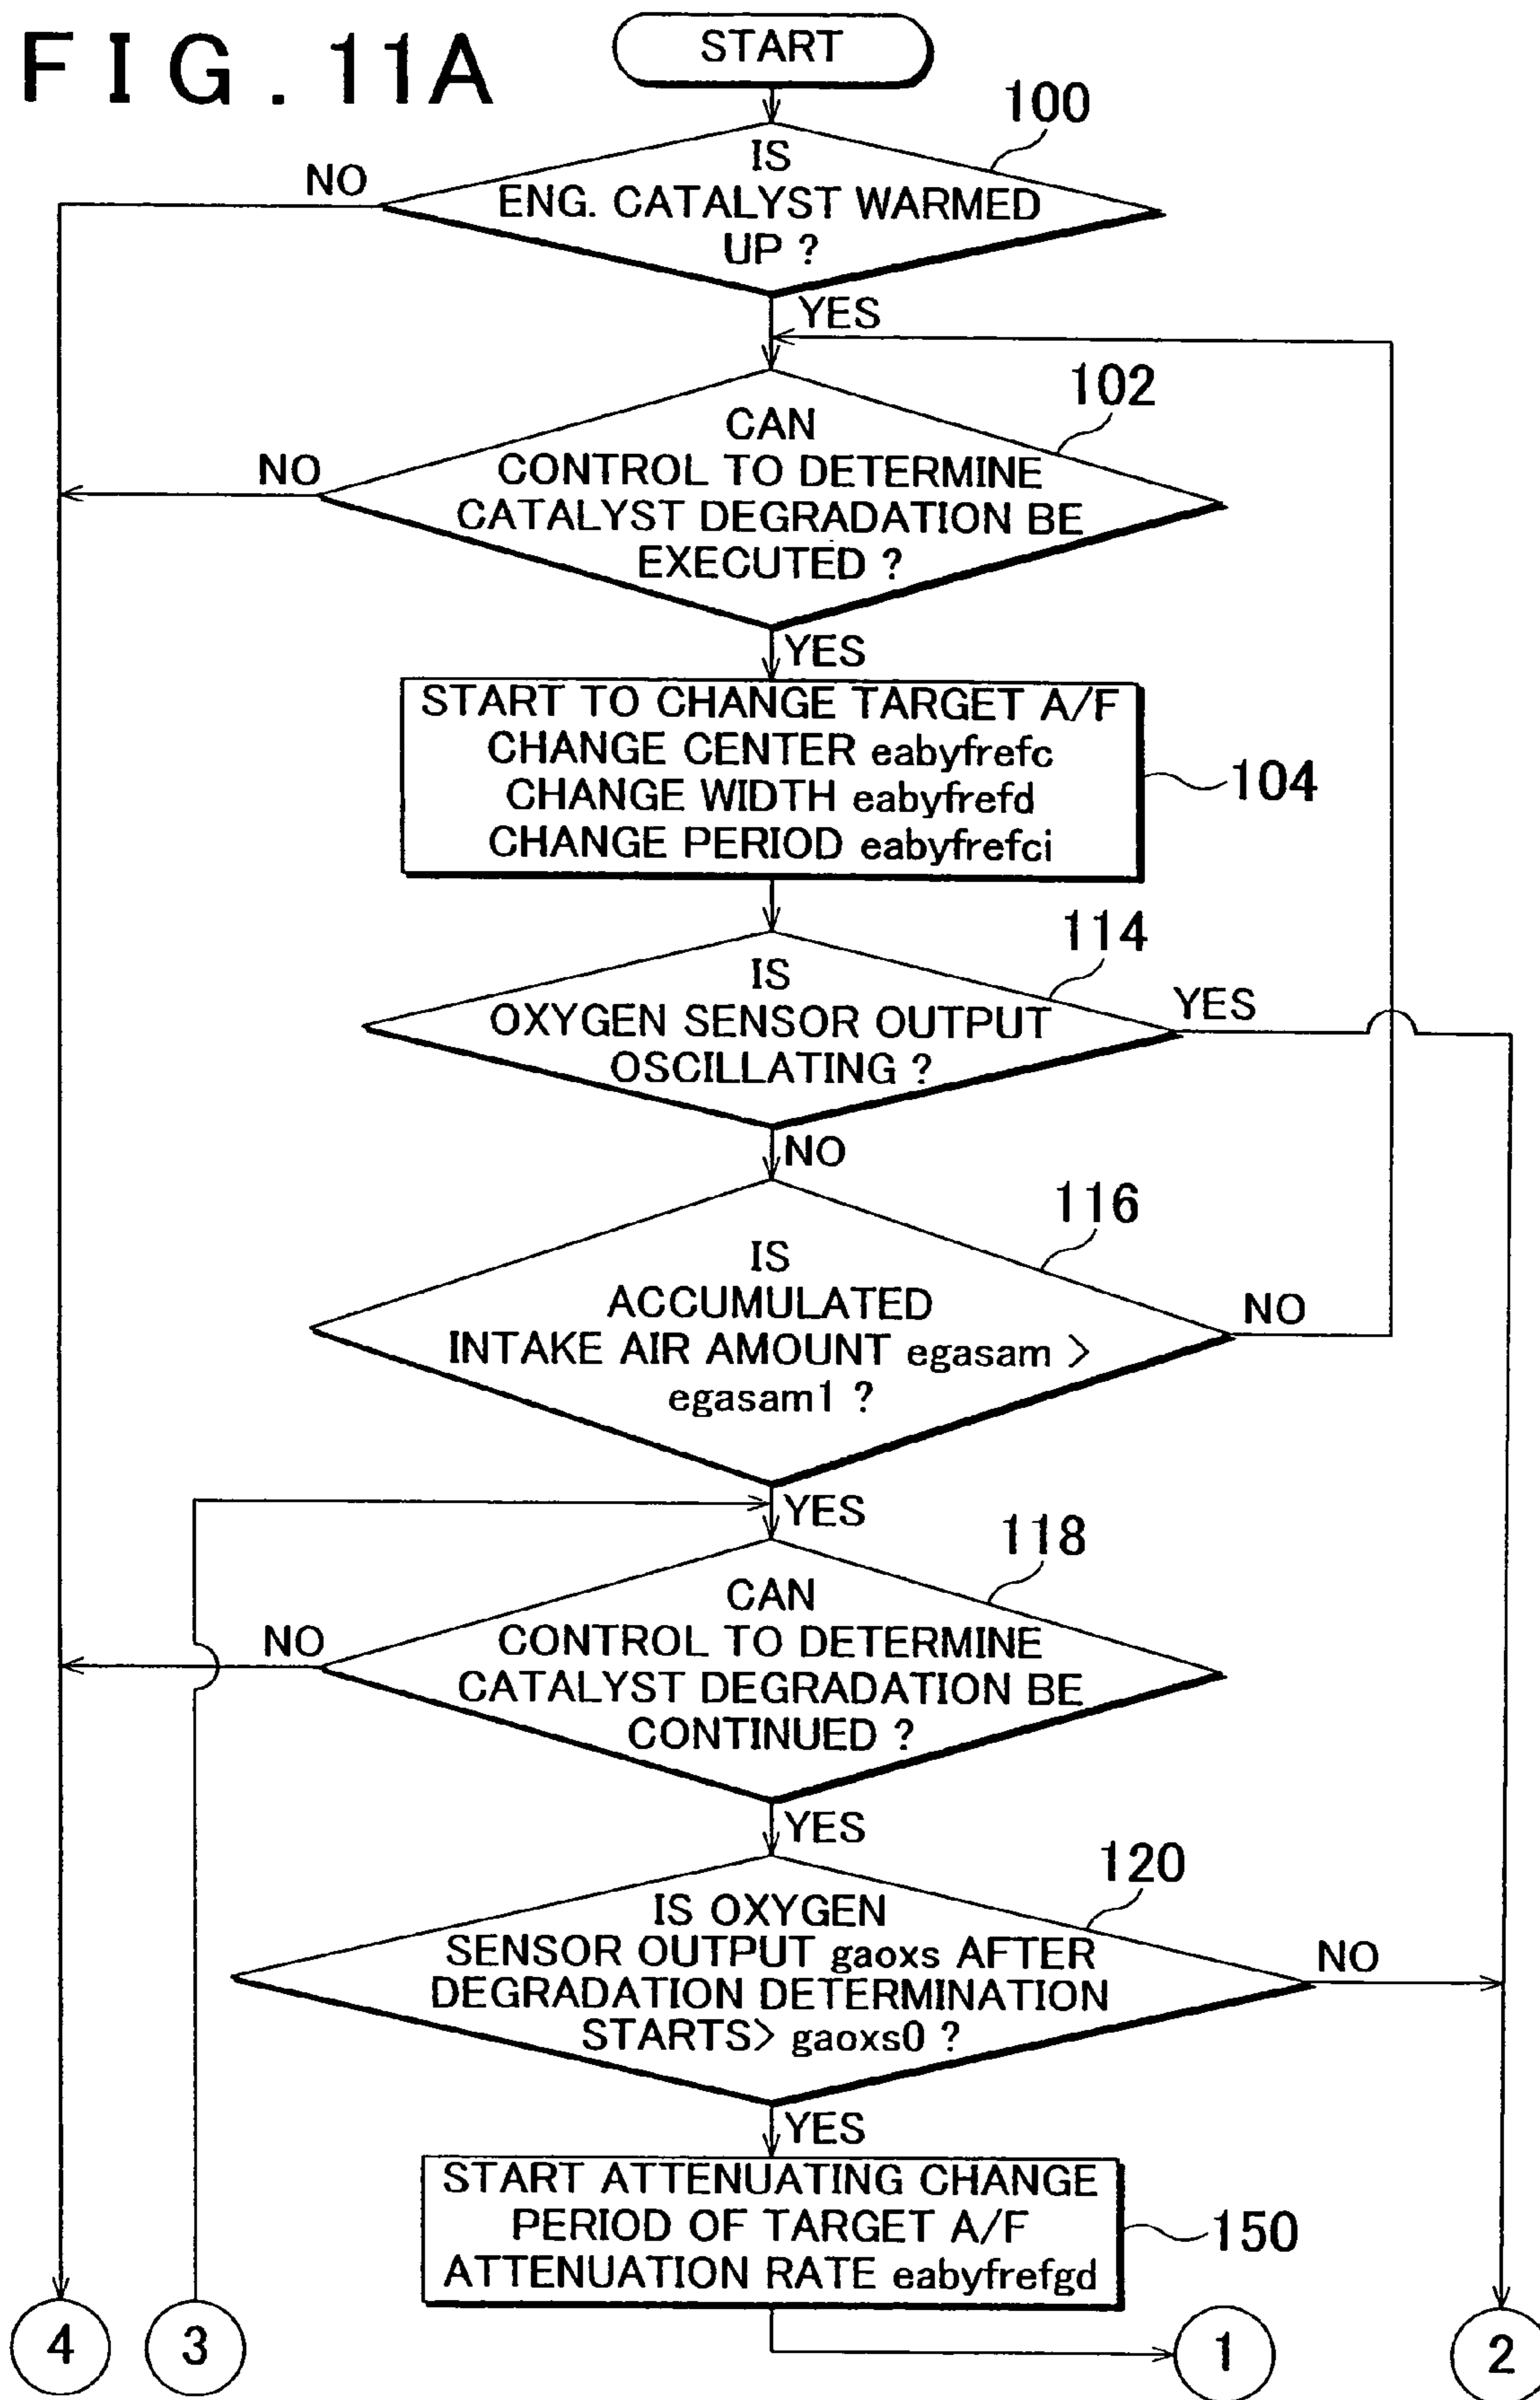 FIG. 11A
START
100
IS
ENG. CATALYST WARMED
UP ?
NO
YES
102
CAN
CONTROL TO DETERMINE
CATALYST DEGRADATION BE
EXECUTED ?
NO
YES
START TO CHANGE TARGET A/F
CHANGE CENTER eabyfrefc
CHANGE WIDTH eabyfrefd
CHANGE PERIOD eabyfrefci
104
114
IS
OXYGEN SENSOR OUTPUT
OSCILLATING ?
YES
NO
116
IS
ACCUMULATED
INTAKE AIR AMOUNT egasam >
egasam1 ?
NO
YES
118
CAN
CONTROL TO DETERMINE
CATALYST DEGRADATION BE
CONTINUED ?
NO
YES
120
IS OXYGEN
SENSOR OUTPUT gaoxs AFTER
DEGRADATION DETERMINATION
STARTS> gaoxs0 ?
NO
YES
START ATTENUATING CHANGE
PERIOD OF TARGET A/F
ATTENUATION RATE eabyfrefgd
150
4
3
1
2